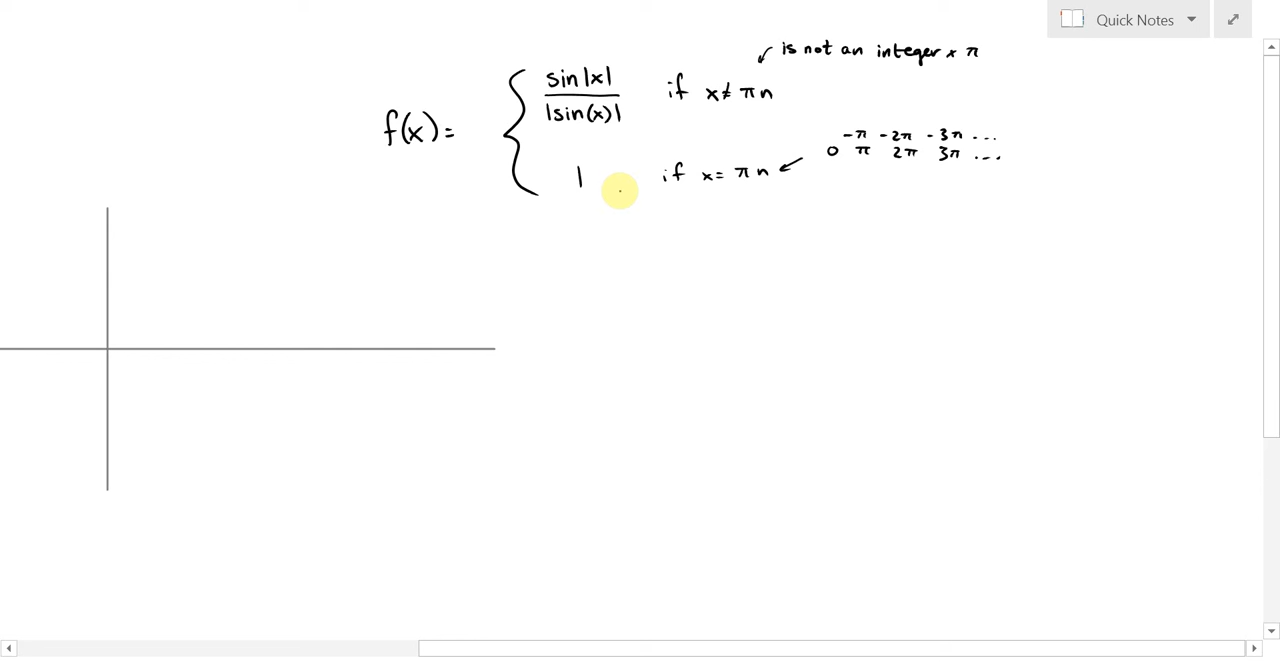 Quick Notes
is not an integer x π
f(x)= { sin|x| / |sin(x)| if x≠πn
-π -2π -3π ...
0 π 2π 3π ...
1 if x=πn